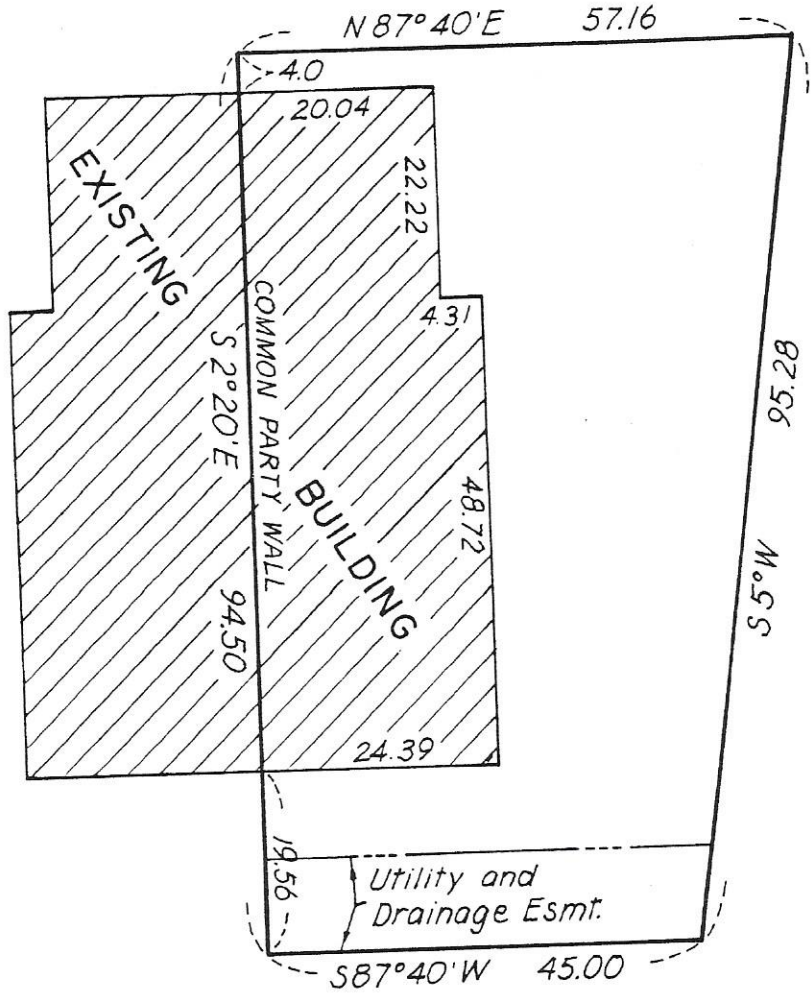 N 87° 40' E 57.16
4.0
20.04
22.22
EXISTING
4.31
COMMON PARTY WALL
S 2° 20' E
94.50
95.28
S 5° W
BUILDING
48.72
24.39
19.56
Utility and
Drainage Esmt.
S 87° 40' W 45.00